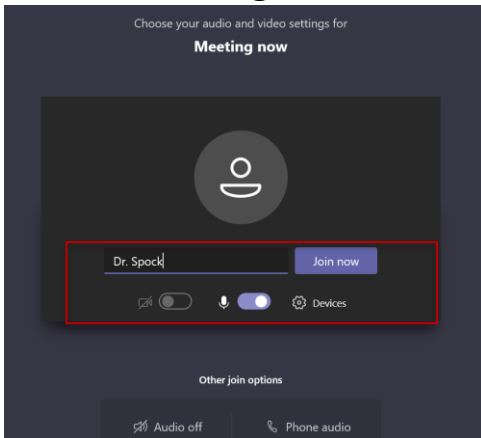 Choose your audio and video settings for
Meeting now
Dr. Spock
Join now
Devices
Other join options
Audio off
Phone audio